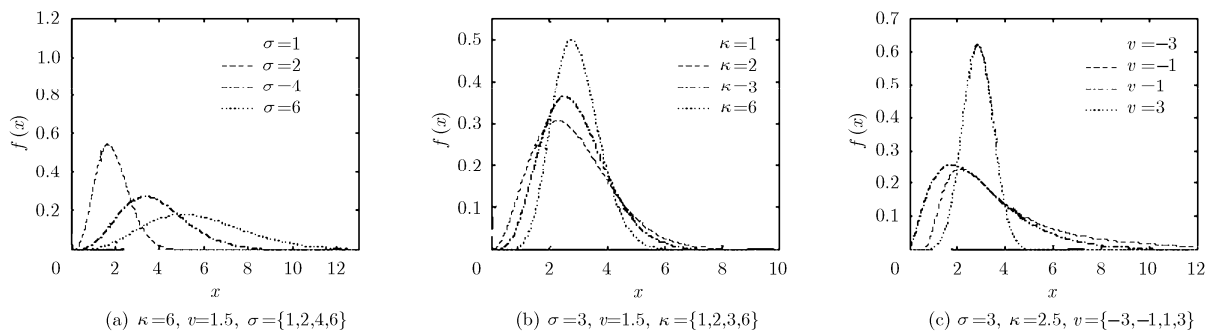 1.2
1.0
0.8
0.6
0.4
0.2
0
2
4
6
8
10
12
f(x)
x
σ=1
σ=2
σ−4
σ=6
(a) κ=6, v=1.5, σ={1,2,4,6}
0.5
0.4
0.3
0.2
0.1
0
2
4
6
8
10
f(x)
x
κ=1
κ=2
κ−3
κ=6
(b) σ=3, v=1.5, κ={1,2,3,6}
0.7
0.6
0.5
0.4
0.3
0.2
0.1
0
2
4
6
8
10
12
f(x)
x
v=−3
v=−1
v−1
v=3
(c) σ=3, κ=2.5, v={−3,−1,1,3}